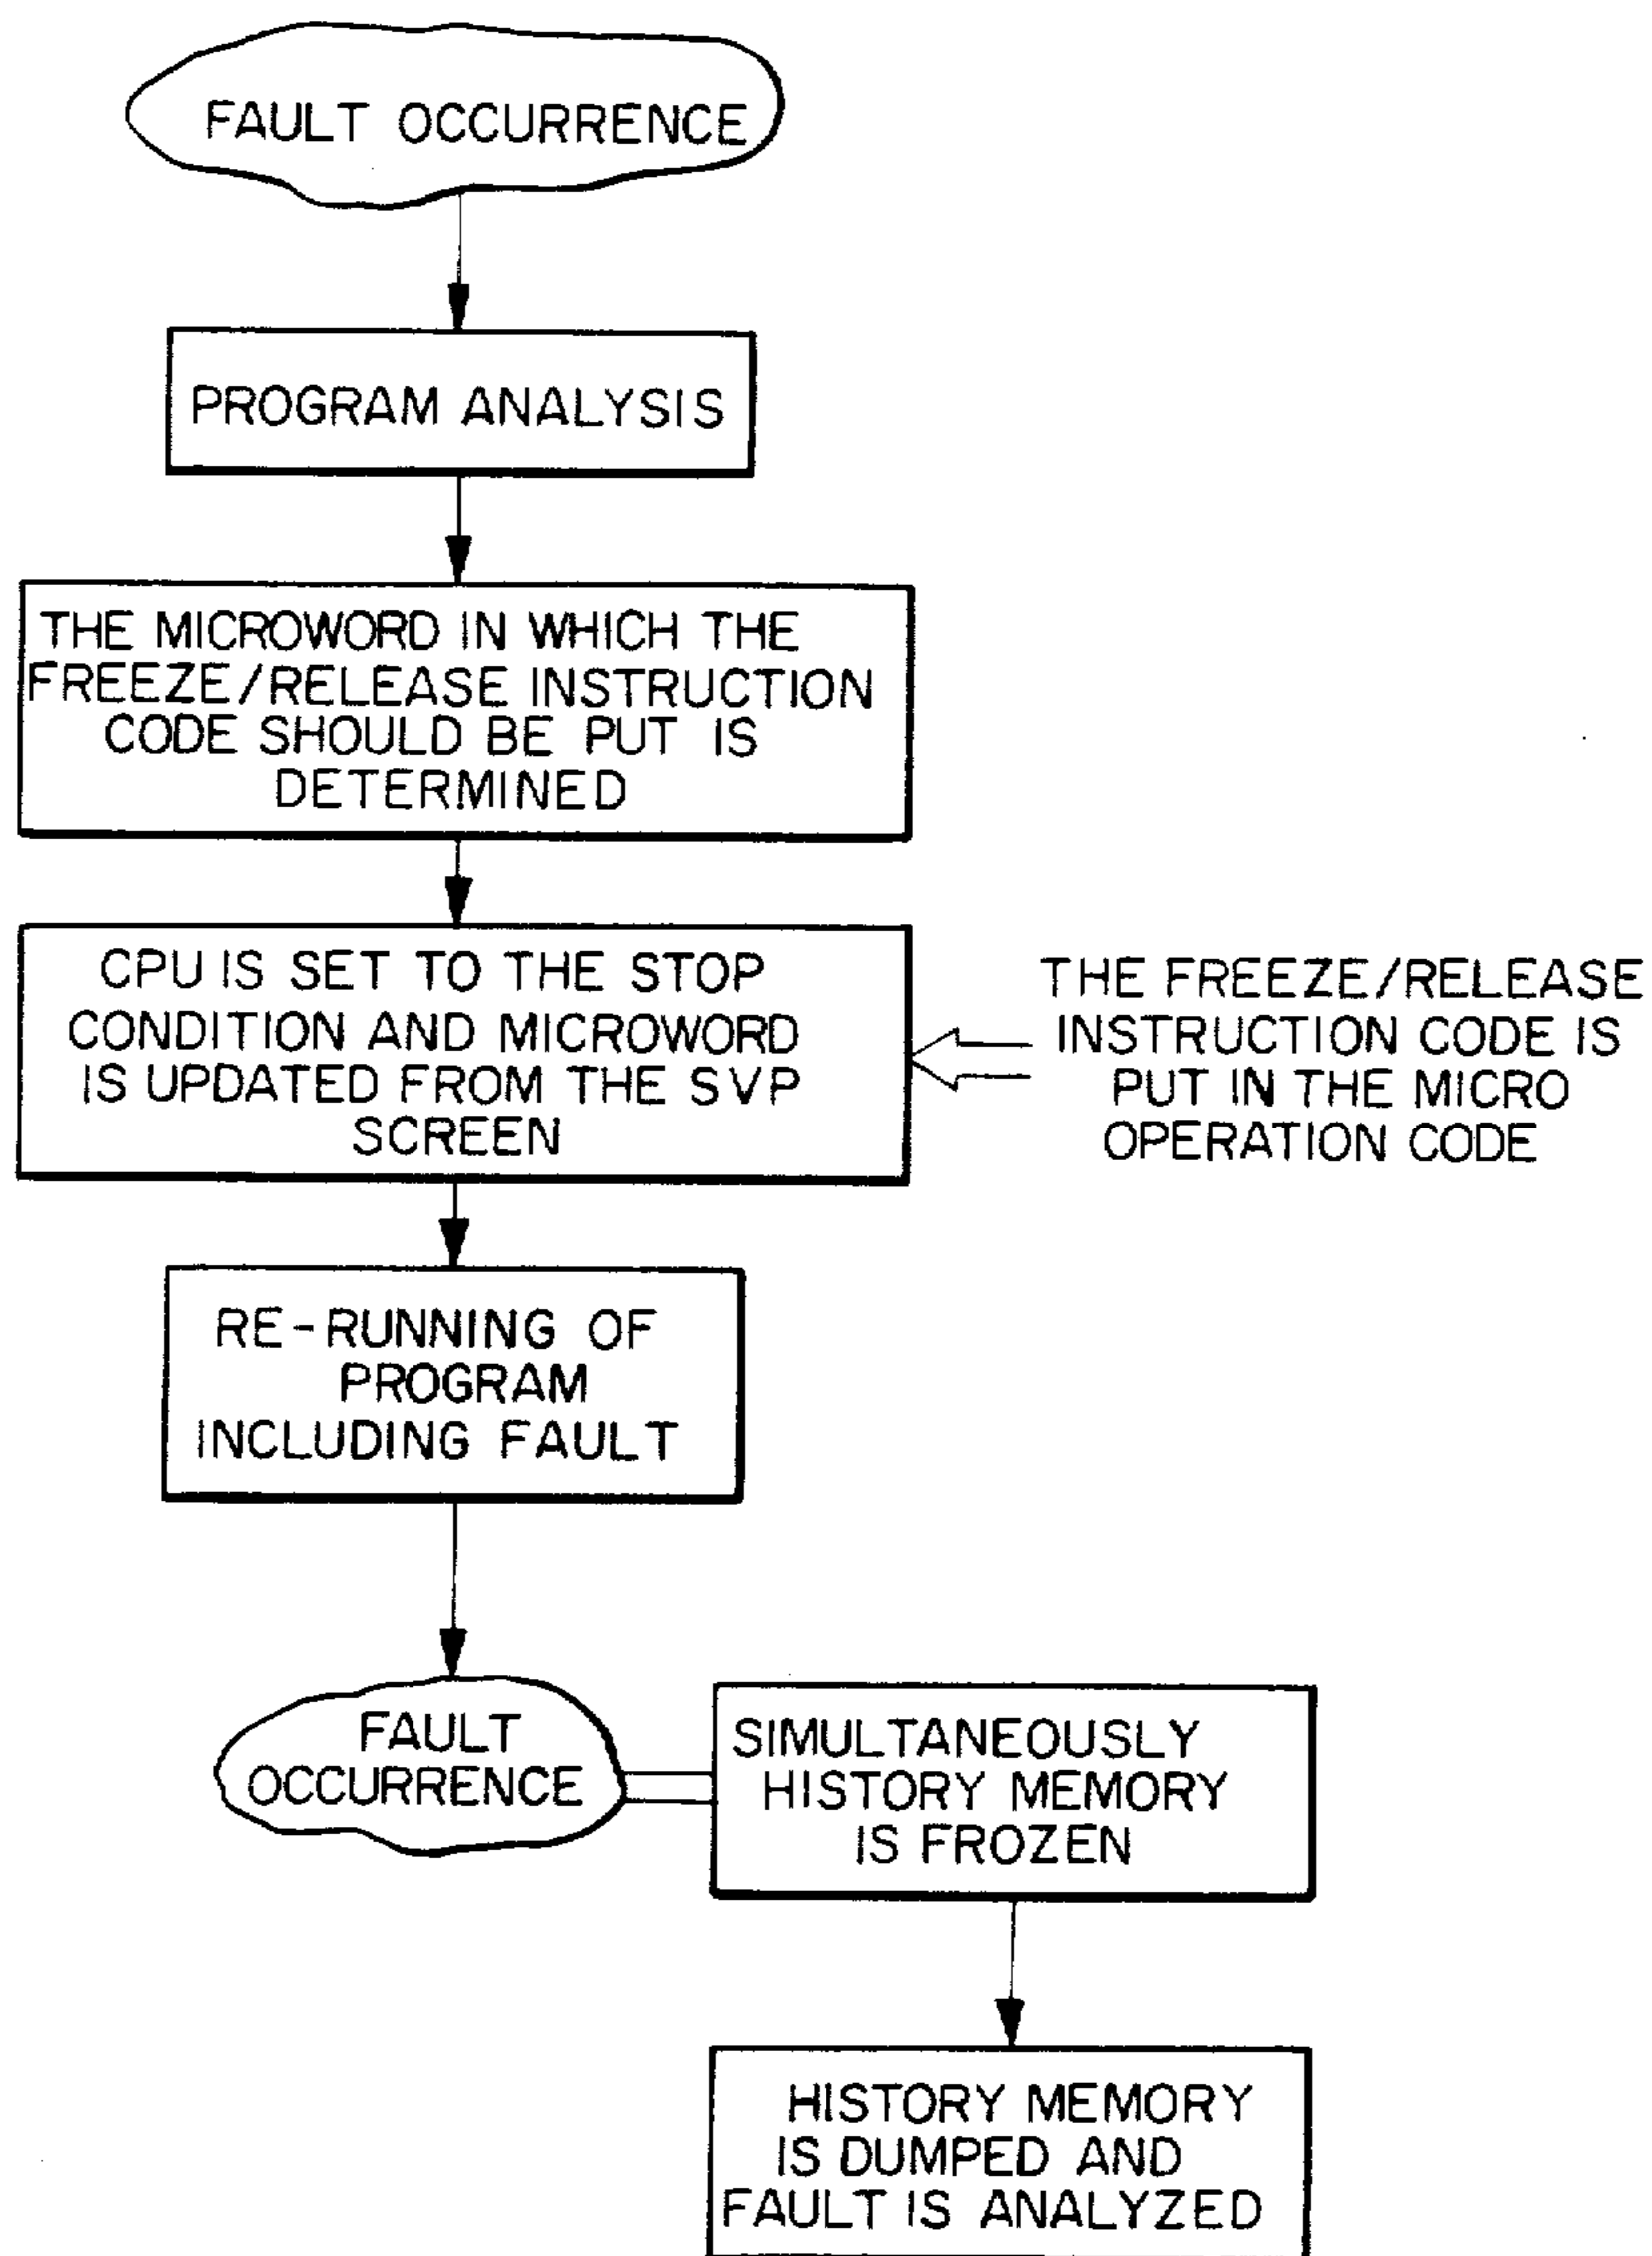 FAULT OCCURRENCE
PROGRAM ANALYSIS
THE MICROWORD IN WHICH THE
FREEZE/RELEASE INSTRUCTION
CODE SHOULD BE PUT IS
DETERMINED
CPU IS SET TO THE STOP
CONDITION AND MICROWORD
IS UPDATED FROM THE SVP
SCREEN
THE FREEZE/RELEASE
INSTRUCTION CODE IS
PUT IN THE MICRO
OPERATION CODE
RE-RUNNING OF
PROGRAM
INCLUDING FAULT
FAULT
OCCURRENCE
SIMULTANEOUSLY
HISTORY MEMORY
IS FROZEN
HISTORY MEMORY
IS DUMPED AND
FAULT IS ANALYZED